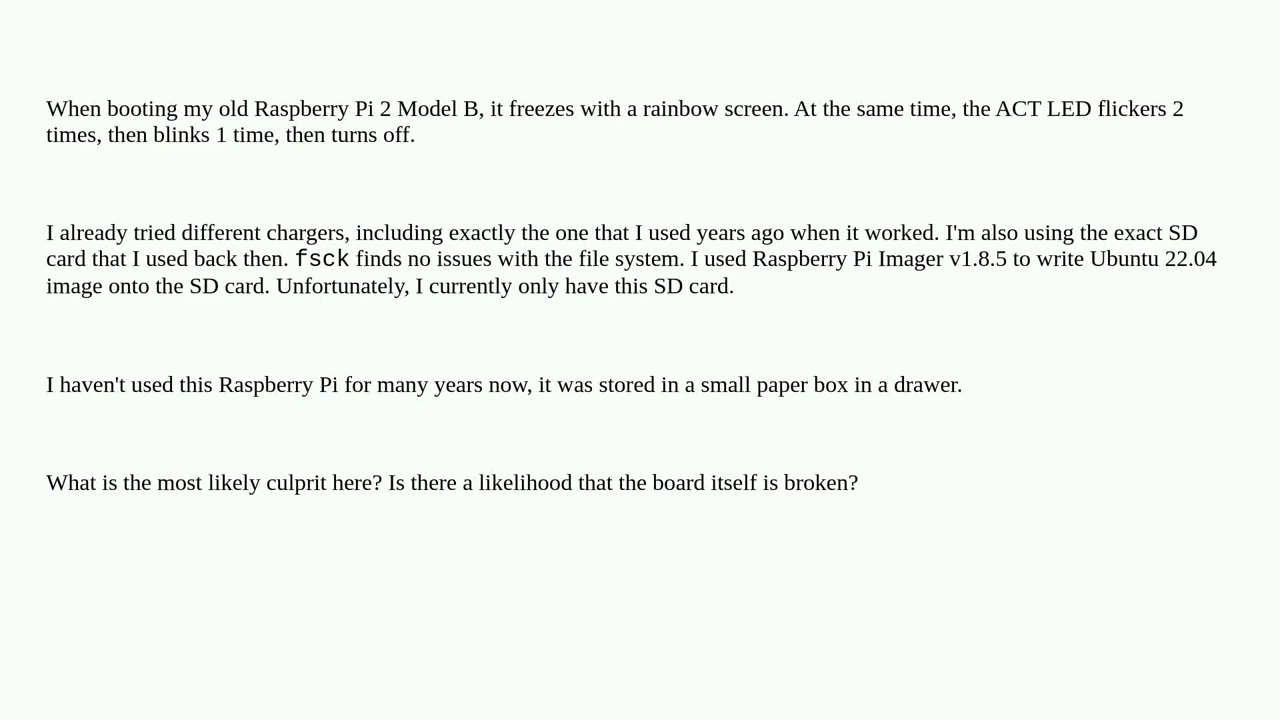 When booting my old Raspberry Pi 2 Model B, it freezes with a rainbow screen. At the same time, the ACT LED flickers 2
times, then blinks 1 time, then turns off.
I already tried different chargers, including exactly the one that I used years ago when it worked. I'm also using the exact SD
card that I used back then. fsck finds no issues with the file system. I used Raspberry Pi Imager v1.8.5 to write Ubuntu 22.04
image onto the SD card. Unfortunately, I currently only have this SD card.
I haven't used this Raspberry Pi for many years now, it was stored in a small paper box in a drawer.
What is the most likely culprit here? Is there a likelihood that the board itself is broken?